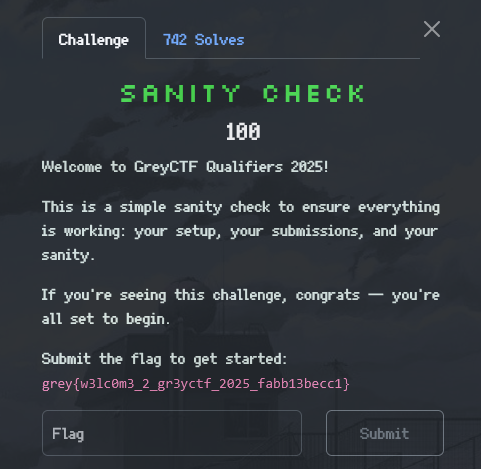 Challenge
742 Solves
SANITY CHECK
100
Welcome to GreyCTF Qualifiers 2025!
This is a simple sanity check to ensure everything
is working: your setup, your submissions, and your
sanity.
If you're seeing this challenge, congrats — you're
all set to begin.
Submit the flag to get started:
grey{w3lc0m3_2_gr3yctf_2025_fabb13becc1}
Flag
Submit